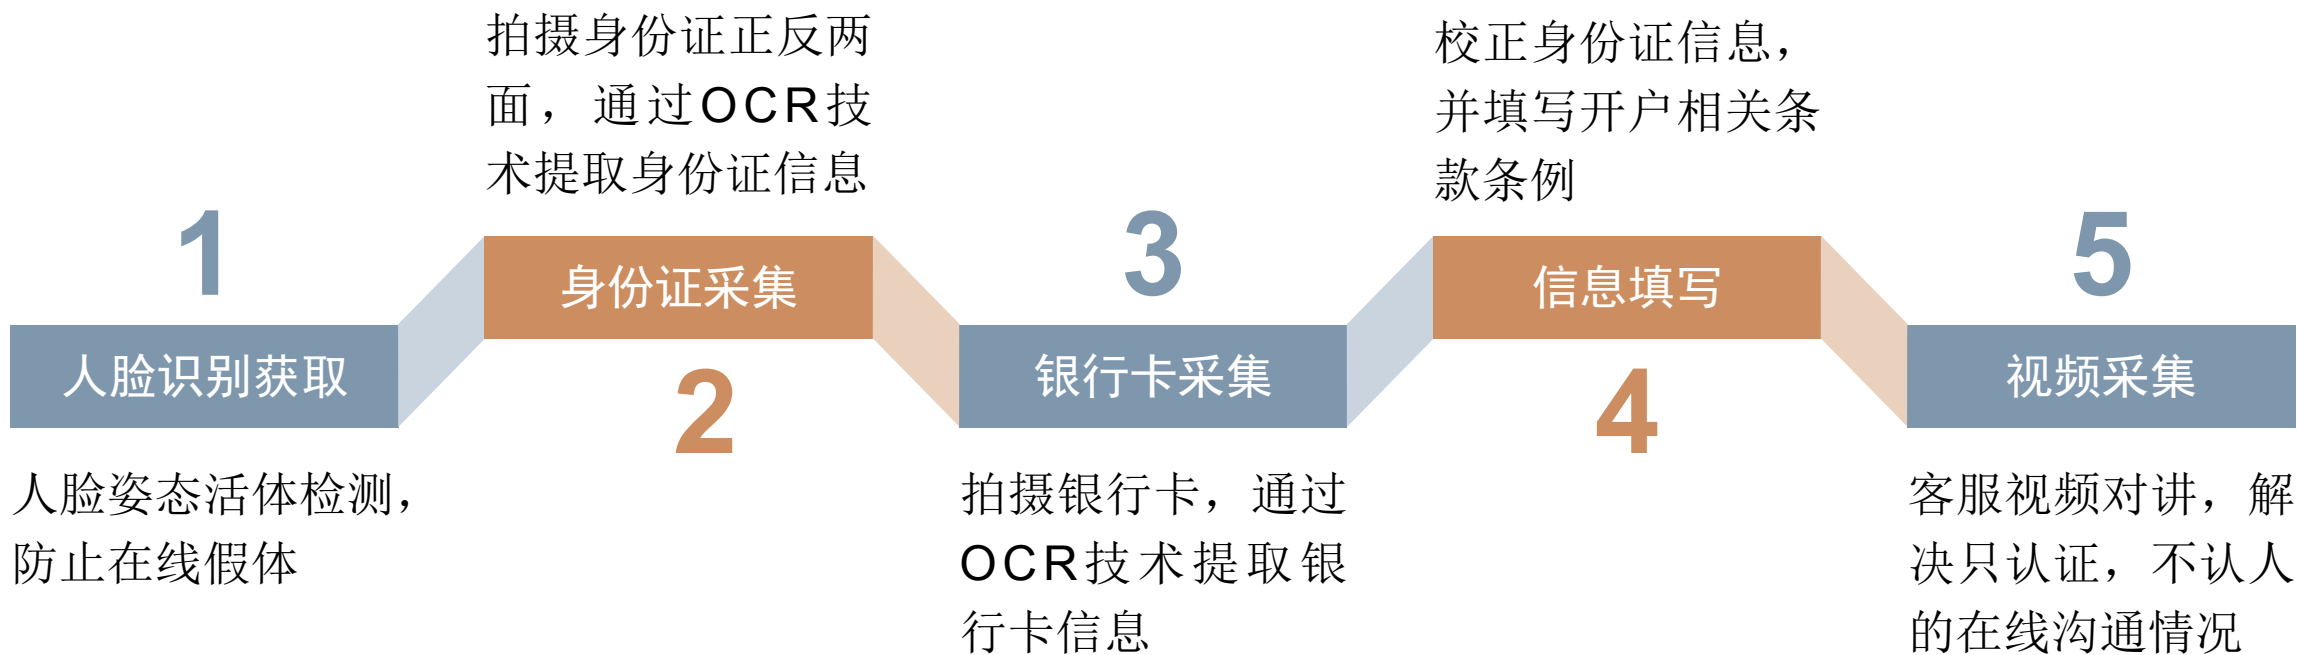 1
人脸识别获取
人脸姿态活体检测，
防止在线假体
拍摄身份证正反两
面，通过OCR技
术提取身份证信息
身份证采集
2
3
银行卡采集
拍摄银行卡，通过
OCR技术提取银
行卡信息
校正身份证信息，
并填写开户相关条
款条例
信息填写
4
5
视频采集
客服视频对讲，解
决只认证，不认人
的在线沟通情况